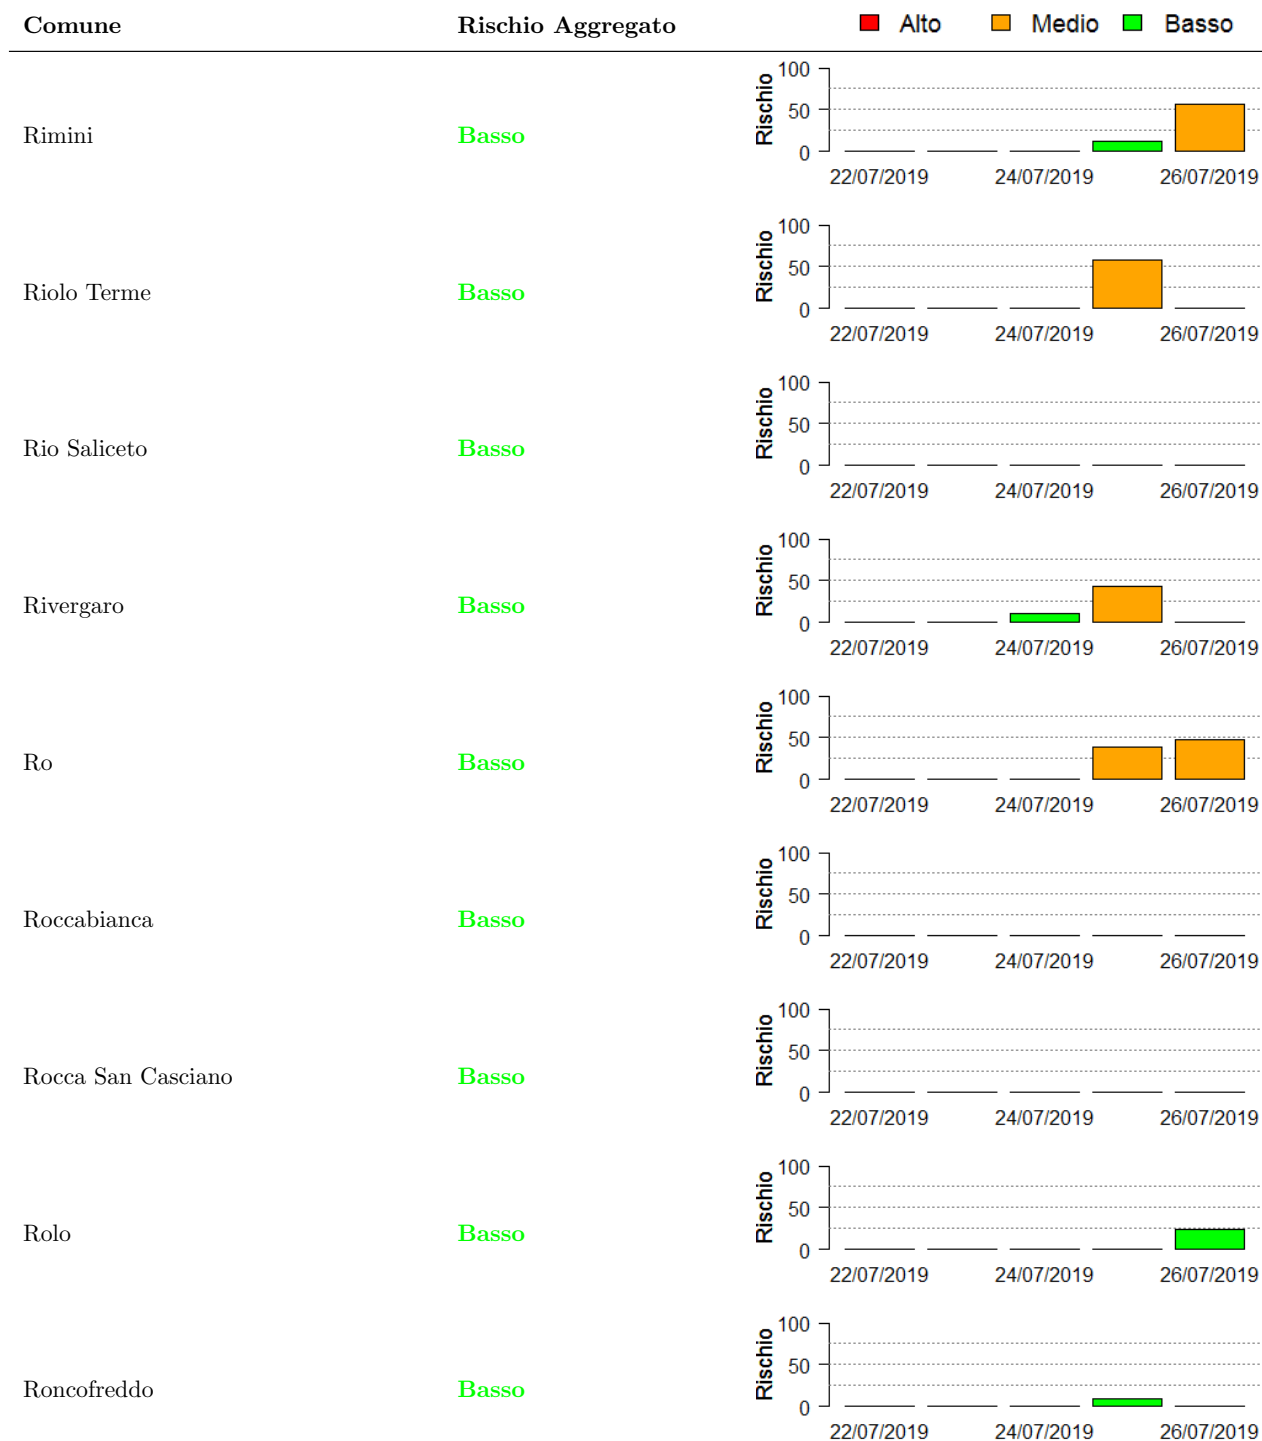 Comune Rischio Aggregato Alto Medio Basso
Rimini Basso Rischio 100 50 0
22/07/2019 24/07/2019 26/07/2019
Riolo Terme Basso Rischio 100 50 0
22/07/2019 24/07/2019 26/07/2019
Rio Saliceto Basso Rischio 100 50 0
22/07/2019 24/07/2019 26/07/2019
Rivergaro Basso Rischio 100 50 0
22/07/2019 24/07/2019 26/07/2019
Ro Basso Rischio 100 50 0
22/07/2019 24/07/2019 26/07/2019
Roccabianca Basso Rischio 100 50 0
22/07/2019 24/07/2019 26/07/2019
Rocca San Casciano Basso Rischio 100 50 0
22/07/2019 24/07/2019 26/07/2019
Rolo Basso Rischio 100 50 0
22/07/2019 24/07/2019 26/07/2019
Roncofreddo Basso Rischio 100 50 0
22/07/2019 24/07/2019 26/07/2019